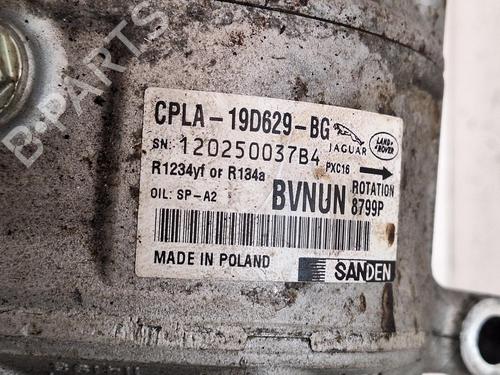 B-PARTS
CPLA-19D629-BG
JAGUAR
LAND ROVER
SN: 120250037B4
PXC16
R1234yf or R134a
ROTATION
OIL: SP-A2
BVNUN
8799P
MADE IN POLAND
SANDEN